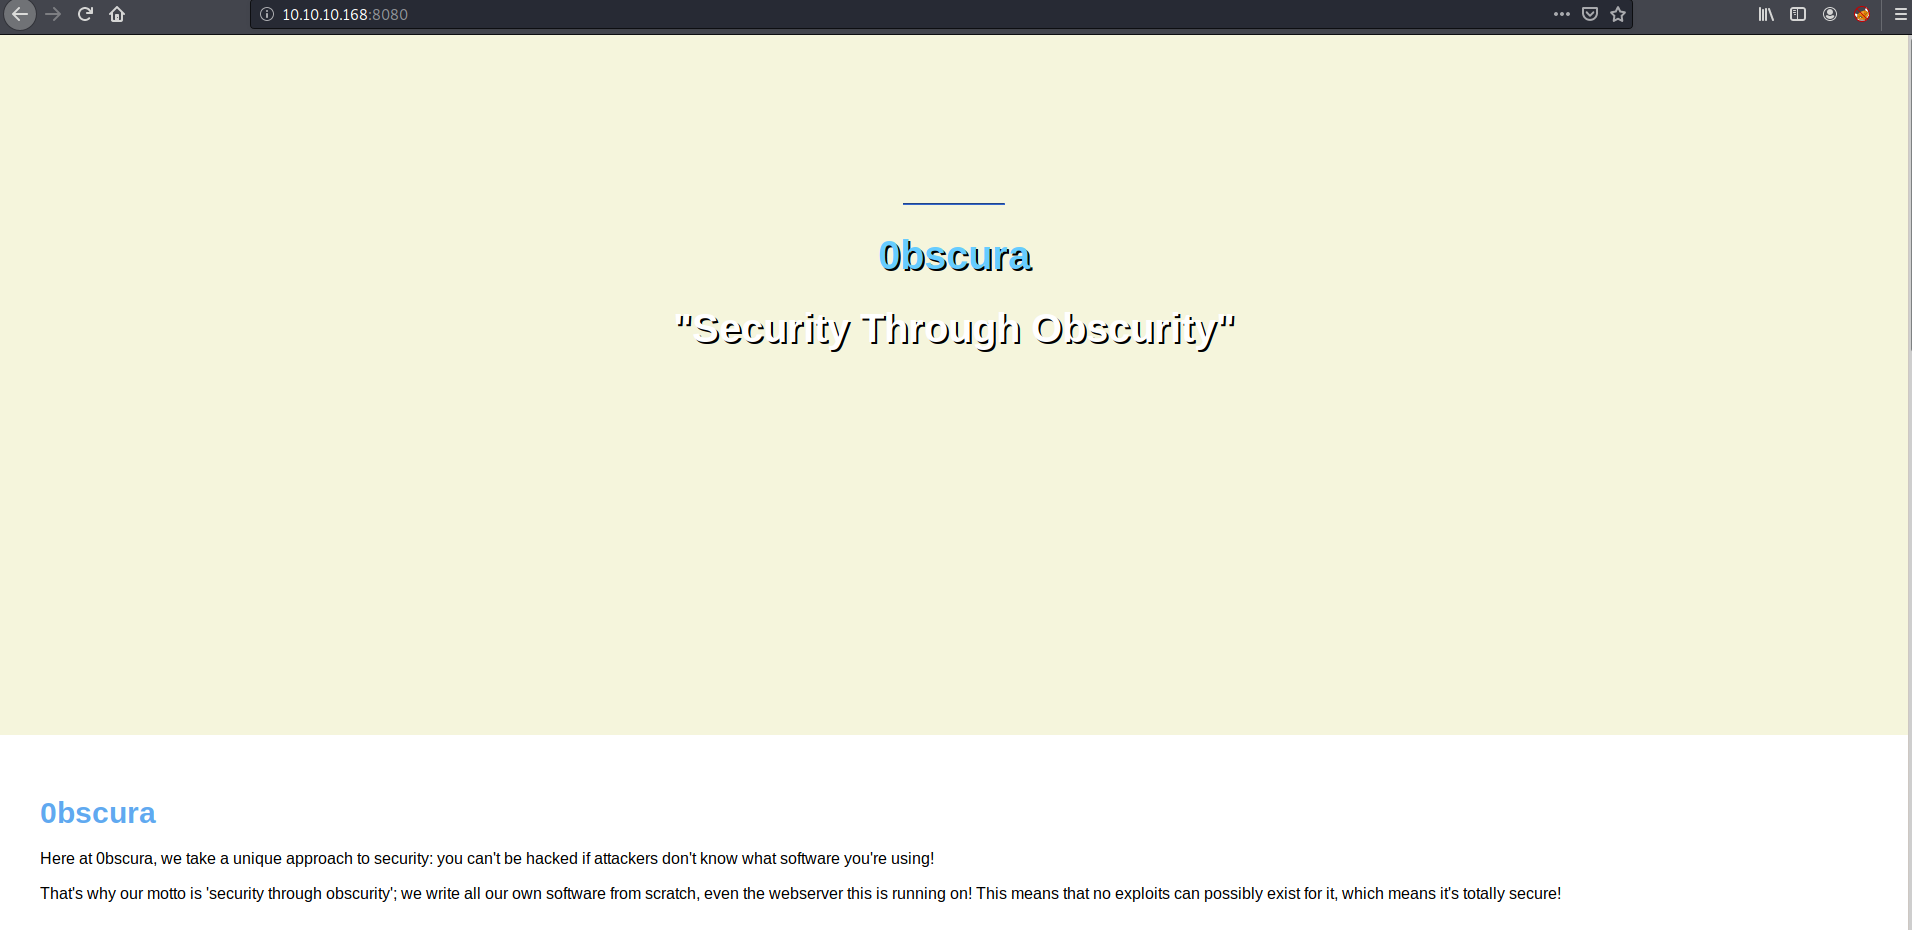 10.10.10.168:8080
0bscura
"Security Through Obscurity"
0bscura
Here at 0bscura, we take a unique approach to security: you can't be hacked if attackers don't know what software you're using!
That's why our motto is 'security through obscurity'; we write all our own software from scratch, even the webserver this is running on! This means that no exploits can possibly exist for it, which means it's totally secure!